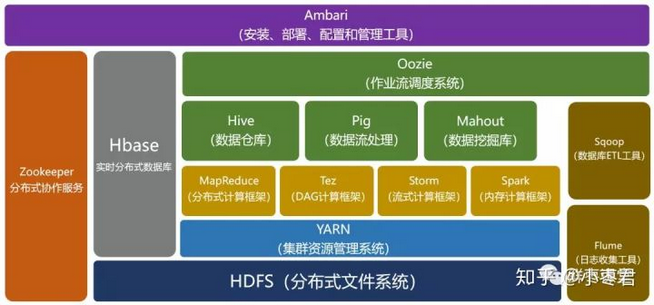 Ambari
（安装、部署、配置和管理工具）
Oozie
（作业流调度系统）
Zookeeper
分布式协作服务
Hbase
实时分布式数据库
Hive
（数据仓库）
Pig
（数据流处理）
Mahout
（数据挖掘库）
Sqoop
（数据库ETL工具）
MapReduce
（分布式计算框架）
Tez
（DAG计算框架）
Storm
（流式计算框架）
Spark
（内存计算框架）
YARN
（集群资源管理系统）
Flume
（日志收集工具）
HDFS（分布式文件系统）
知乎 @小枣君